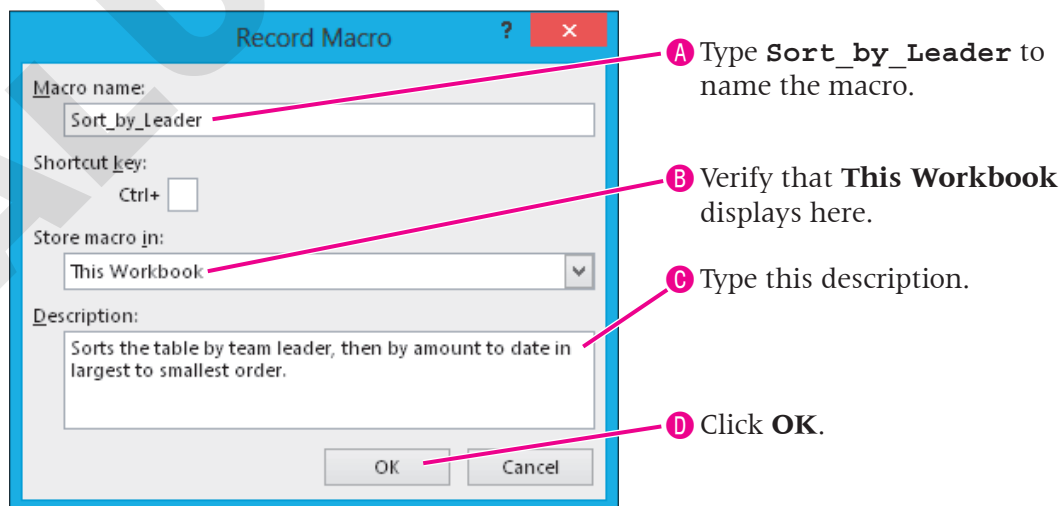 Record Macro ? ×
A Type Sort_by_Leader to
name the macro.
Macro name:
Sort_by_Leader
Shortcut key:
Ctrl+
B Verify that This Workbook
displays here.
Store macro in:
This Workbook
C Type this description.
Description:
Sorts the table by team leader, then by amount to date in
largest to smallest order.
D Click OK.
OK Cancel